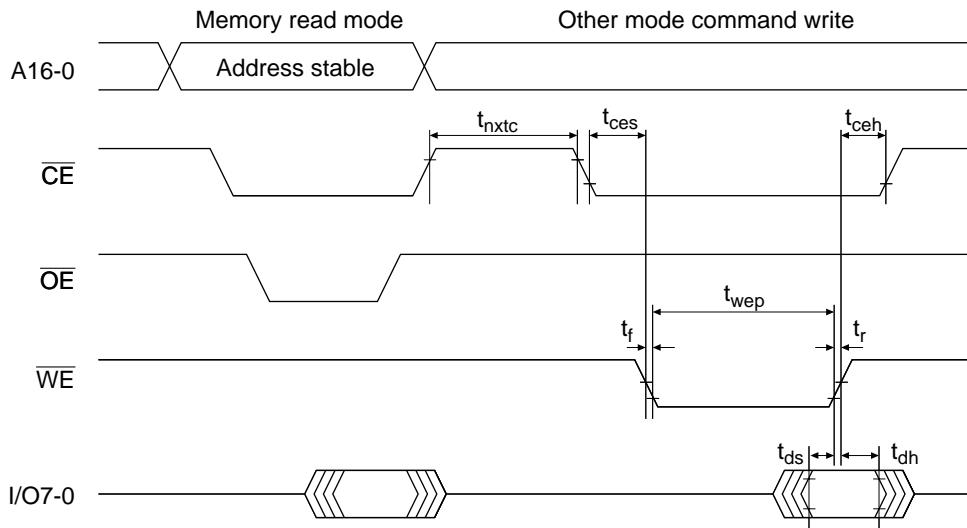 Memory read mode Other mode command write
A16-0 Address stable
tnxtc tces tceh
CE
OE
twep
tf tr
WE
tds tdh
I/O7-0